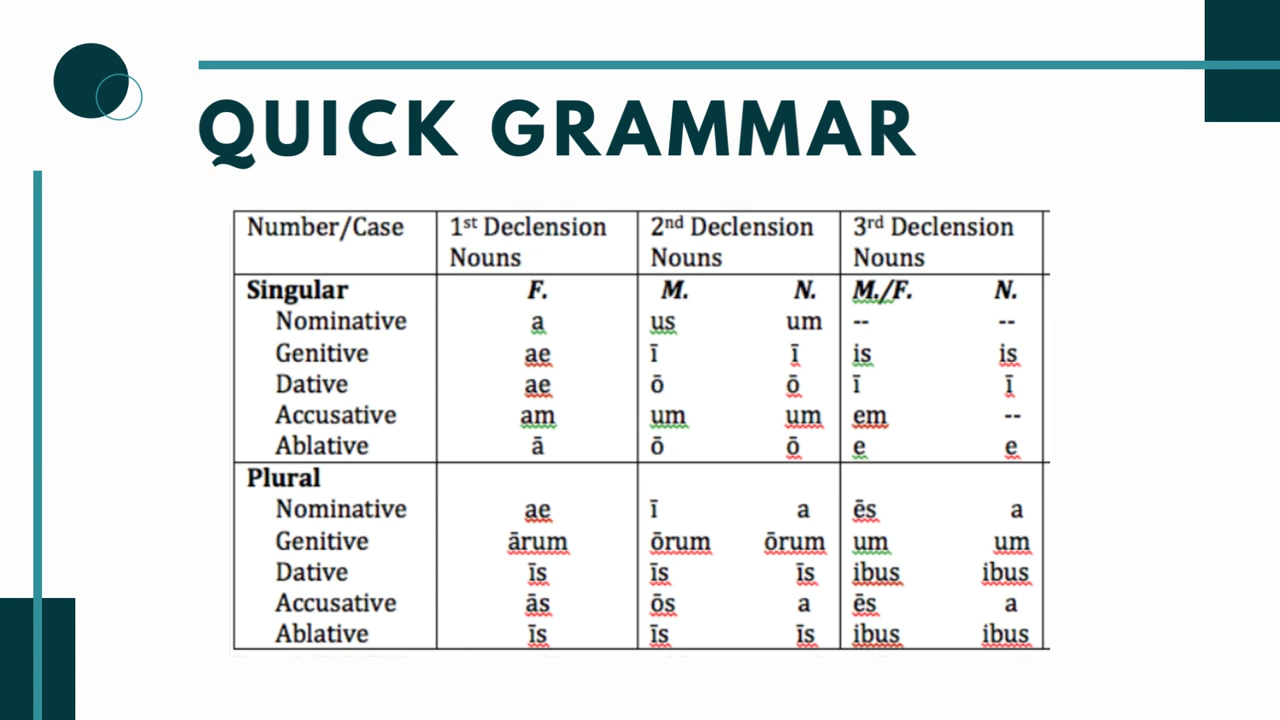 QUICK GRAMMAR
Number/Case 1st Declension Nouns 2nd Declension Nouns 3rd Declension Nouns
Singular F. M. N. M./F. N.
Nominative a us um -- --
Genitive ae ī ī is is
Dative ae ō ō ī ī
Accusative am um um em --
Ablative ā ō ō e e
Plural
Nominative ae ī a ēs a
Genitive ārum ōrum ōrum um um
Dative īs īs īs ibus ibus
Accusative ās ōs a ēs a
Ablative īs īs īs ibus ibus